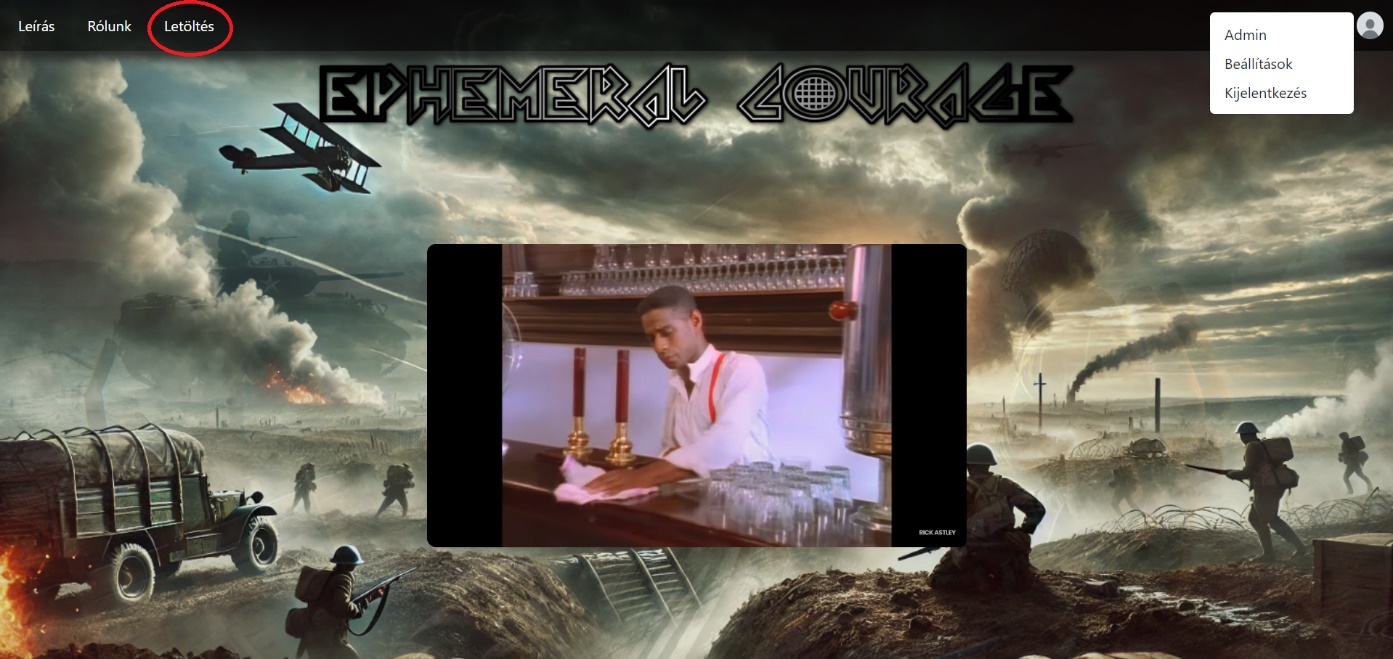 Leírás Rólunk Letöltés
EPHEMERAL COURAGE
Admin
Beállítások
Kijelentkezés
RICK ASTLEY